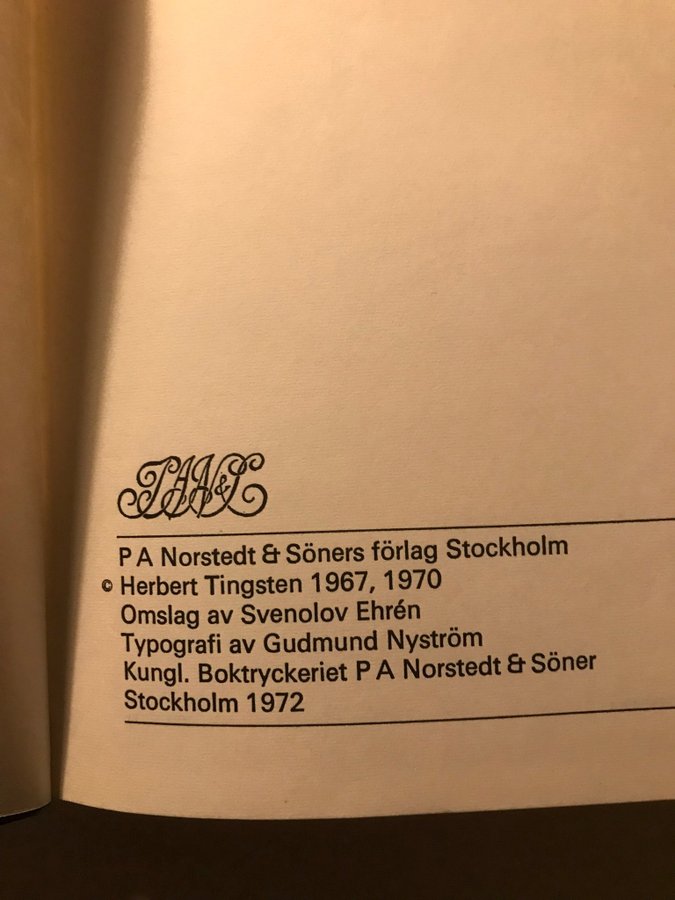 PAN&S
P A Norstedt & Söners förlag Stockholm
© Herbert Tingsten 1967, 1970
Omslag av Svenolov Ehrén
Typografi av Gudmund Nyström
Kungl. Boktryckeriet P A Norstedt & Söner
Stockholm 1972